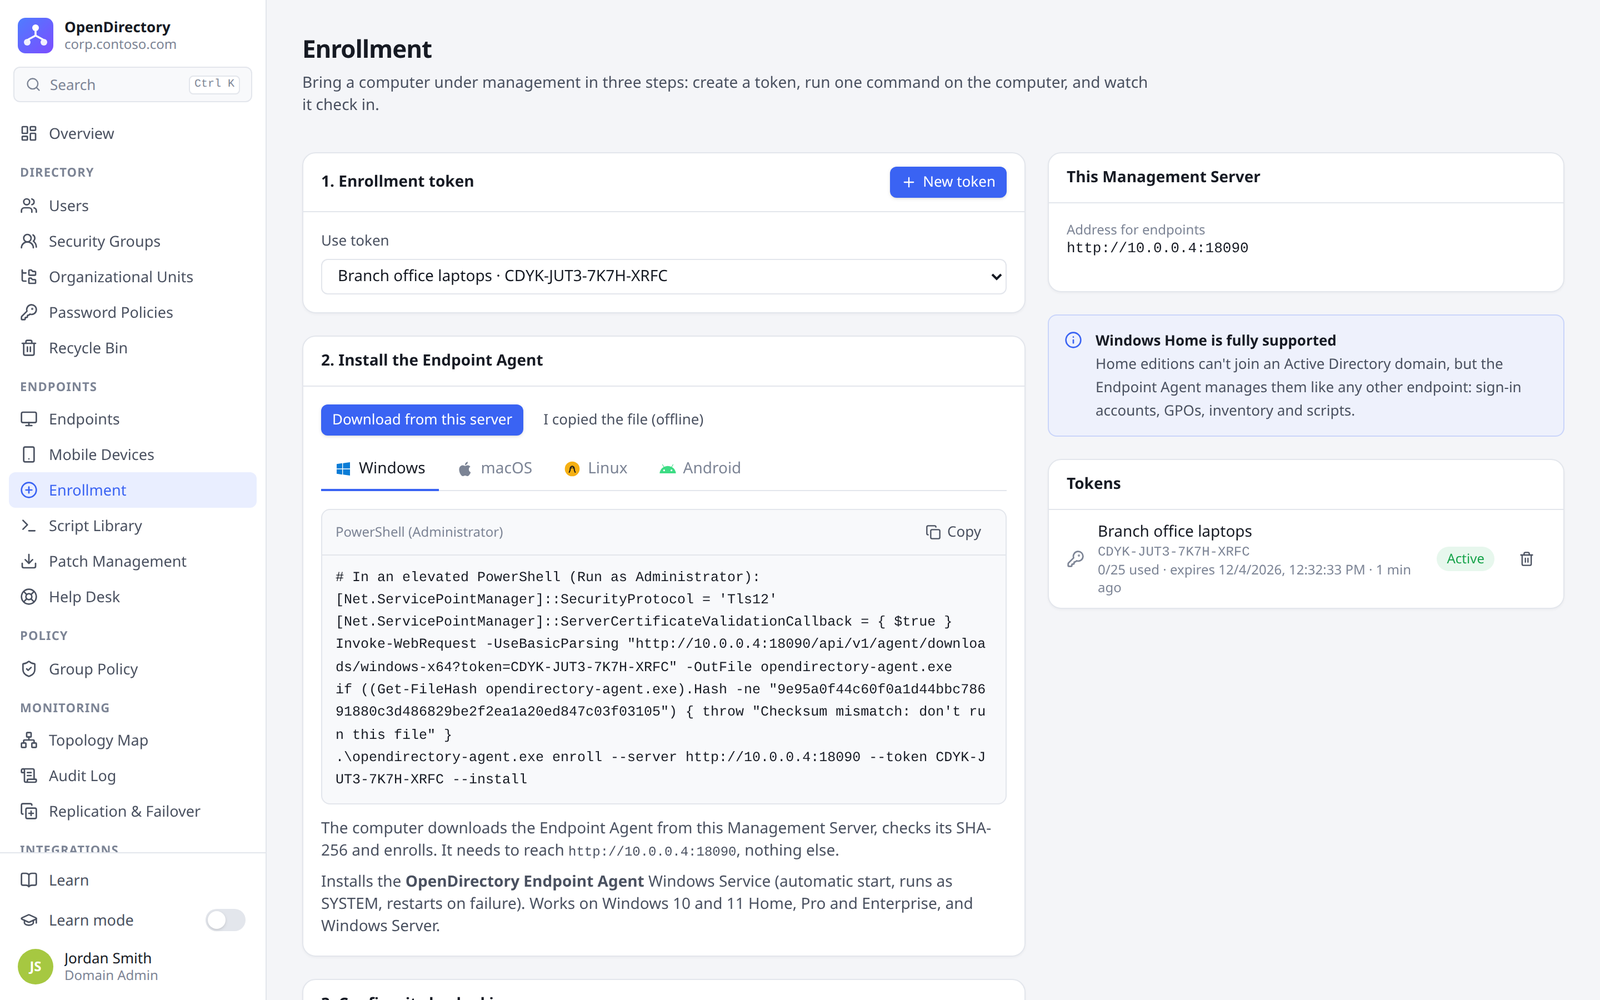 OpenDirectory
corp.contoso.com
Search
Ctrl K
Overview
DIRECTORY
Users
Security Groups
Organizational Units
Password Policies
Recycle Bin
ENDPOINTS
Endpoints
Mobile Devices
Enrollment
Script Library
Patch Management
Help Desk
POLICY
Group Policy
MONITORING
Topology Map
Audit Log
Replication & Failover
INTEGRATIONS
Learn
Learn mode
JS
Jordan Smith
Domain Admin
Enrollment
Bring a computer under management in three steps: create a token, run one command on the computer, and watch
it check in.
1. Enrollment token
New token
Use token
Branch office laptops · CDYK-JUT3-7K7H-XRFC
2. Install the Endpoint Agent
Download from this server
I copied the file (offline)
Windows
macOS
Linux
Android
PowerShell (Administrator)
Copy
# In an elevated PowerShell (Run as Administrator):
[Net.ServicePointManager]::SecurityProtocol = 'Tls12'
[Net.ServicePointManager]::ServerCertificateValidationCallback = { $true }
Invoke-WebRequest -UseBasicParsing "http://10.0.0.4:18090/api/v1/agent/downloa
ds/windows-x64?token=CDYK-JUT3-7K7H-XRFC" -OutFile opendirectory-agent.exe
if ((Get-FileHash opendirectory-agent.exe).Hash -ne "9e95a0f44c60f0a1d44bbc786
91880c3d486829be2f2ea1a20ed847c03f03105") { throw "Checksum mismatch: don't ru
n this file" }
.\opendirectory-agent.exe enroll --server http://10.0.0.4:18090 --token CDYK-J
UT3-7K7H-XRFC --install
The computer downloads the Endpoint Agent from this Management Server, checks its SHA-
256 and enrolls. It needs to reach http://10.0.0.4:18090, nothing else.
Installs the OpenDirectory Endpoint Agent Windows Service (automatic start, runs as
SYSTEM, restarts on failure). Works on Windows 10 and 11 Home, Pro and Enterprise, and
Windows Server.
This Management Server
Address for endpoints
http://10.0.0.4:18090
Windows Home is fully supported
Home editions can't join an Active Directory domain, but the
Endpoint Agent manages them like any other endpoint: sign-in
accounts, GPOs, inventory and scripts.
Tokens
Branch office laptops
CDYK-JUT3-7K7H-XRFC
0/25 used · expires 12/4/2026, 12:32:33 PM · 1 min
ago
Active